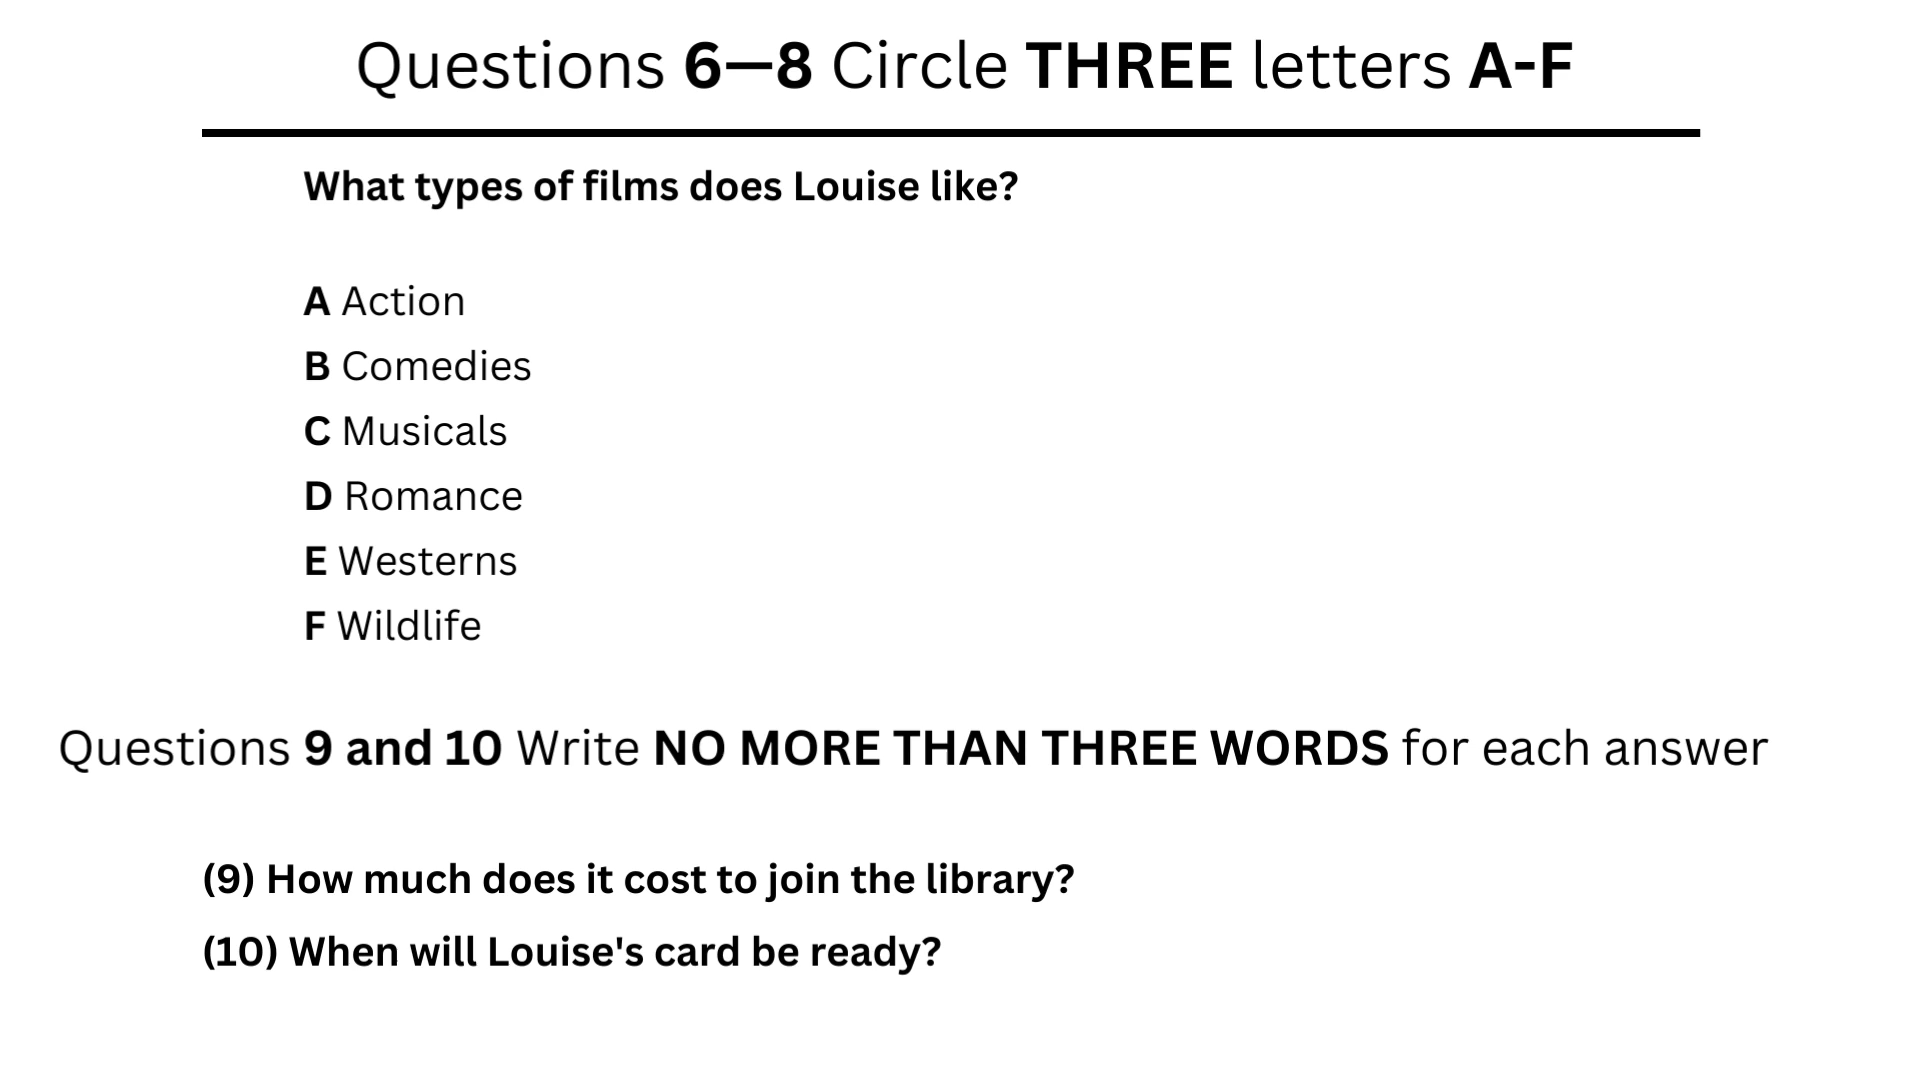 Questions 6—8 Circle THREE letters A-F
What types of films does Louise like?
A Action
B Comedies
C Musicals
D Romance
E Westerns
F Wildlife
Questions 9 and 10 Write NO MORE THAN THREE WORDS for each answer
(9) How much does it cost to join the library?
(10) When will Louise's card be ready?